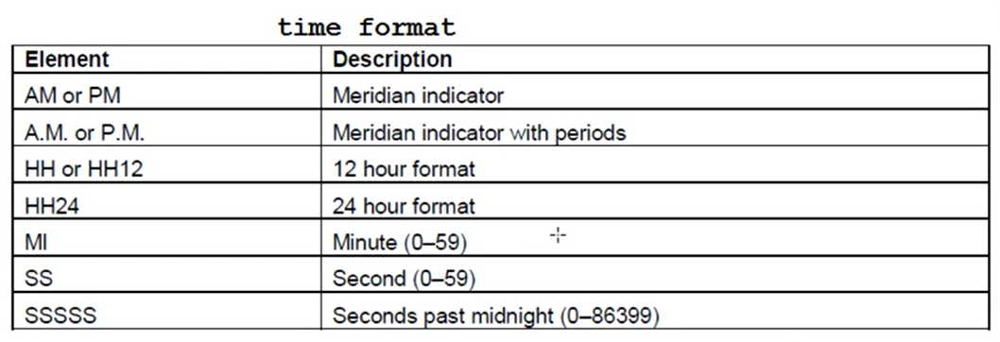 time format
Element Description
AM or PM Meridian indicator
A.M. or P.M. Meridian indicator with periods
HH or HH12 12 hour format
HH24 24 hour format
MI Minute (0–59)
SS Second (0–59)
SSSSS Seconds past midnight (0–86399)